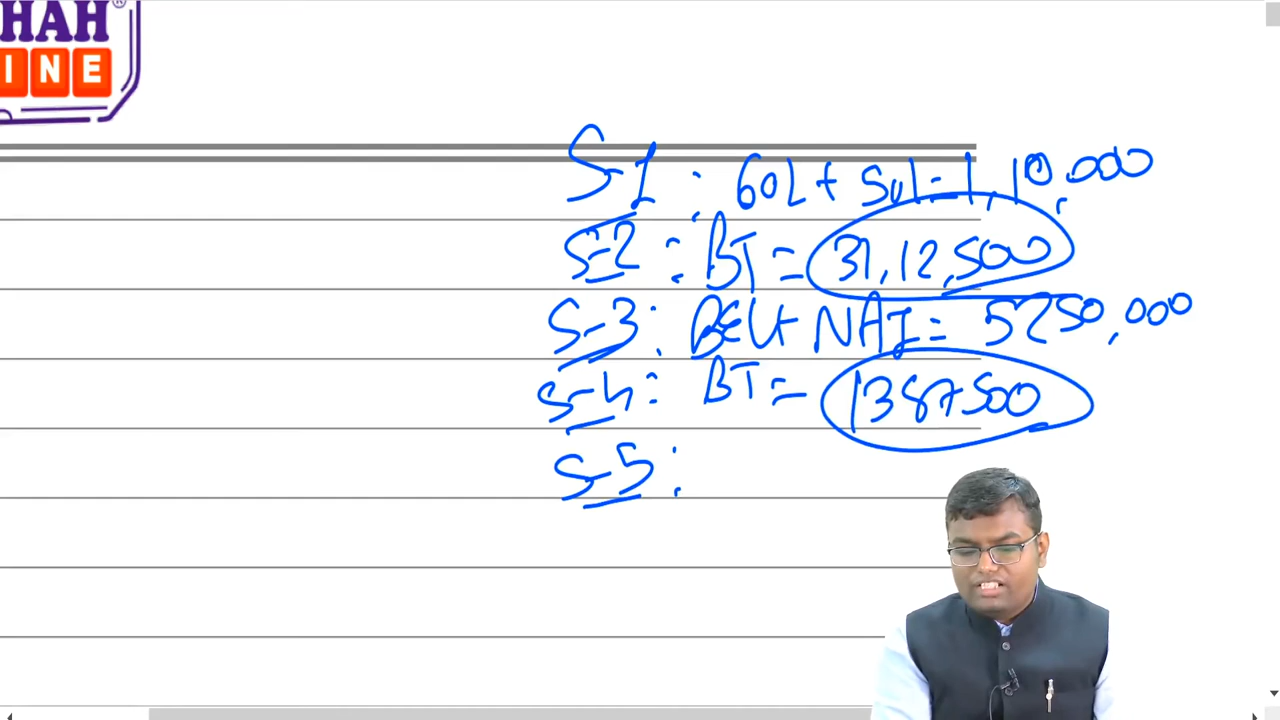 HAH®
INE
S-1 : 60L + 50L = 1,10,000
S-2 : BT = 31,12,500
S-3 : BEL + NAI = 5250,000
S-4 : BT = 1387500
S-5 :